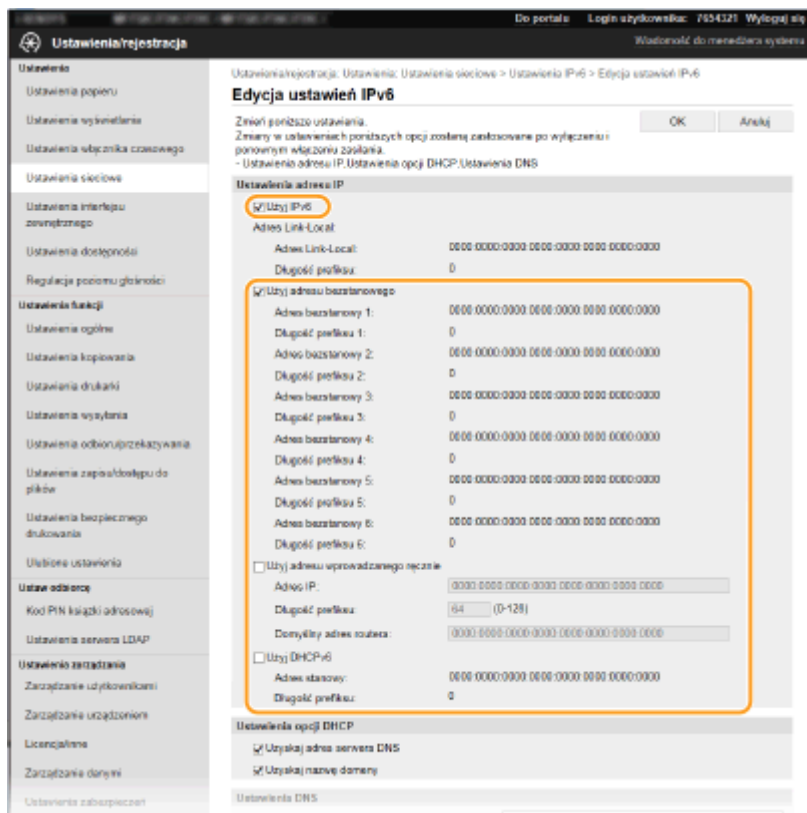 Do portalu Login użytkownika: 7654321 Wyloguj się
Ustawienia/rejestracja
Wiadomość do menedżera systemu
Ustawienia
Ustawienia papieru
Ustawienia wyświetlania
Ustawienia włącznika czasowego
Ustawienia sieciowe
Ustawienia interfejsu
zewnętrznego
Ustawienia dostępności
Regulacja poziomu głośności
Ustawienia funkcji
Ustawienia ogólne
Ustawienia kopiowania
Ustawienia drukarki
Ustawienia wysyłania
Ustawienia odbioru/przekazywania
Ustawienia zapisu/dostępu do
plików
Ustawienia bezpiecznego
drukowania
Ulubione ustawienia
Ustaw odbiorcę
Kod PIN książki adresowej
Ustawienia serwera LDAP
Ustawienia zarządzania
Zarządzanie użytkownikami
Zarządzanie urządzeniem
Licencja/inne
Zarządzanie danymi
Ustawienia zabezpieczeń
Ustawienia/rejestracja: Ustawienia: Ustawienia sieciowe > Ustawienia IPv6 > Edycja ustawień IPv6
Edycja ustawień IPv6
Zmień poniższe ustawienia.
Zmiany w ustawieniach poniższych opcji zostaną zastosowane po wyłączeniu i
ponownym włączeniu zasilania.
- Ustawienia adresu IP,Ustawienia opcji DHCP,Ustawienia DNS
OK Anuluj
Ustawienia adresu IP
Użyj IPv6
Adres Link-Local:
Adres Link-Local: 0000:0000:0000:0000:0000:0000:0000:0000
Długość prefiksu: 0
Użyj adresu bezstanowego
Adres bezstanowy 1: 0000:0000:0000:0000:0000:0000:0000:0000
Długość prefiksu 1: 0
Adres bezstanowy 2: 0000:0000:0000:0000:0000:0000:0000:0000
Długość prefiksu 2: 0
Adres bezstanowy 3: 0000:0000:0000:0000:0000:0000:0000:0000
Długość prefiksu 3: 0
Adres bezstanowy 4: 0000:0000:0000:0000:0000:0000:0000:0000
Długość prefiksu 4: 0
Adres bezstanowy 5: 0000:0000:0000:0000:0000:0000:0000:0000
Długość prefiksu 5: 0
Adres bezstanowy 6: 0000:0000:0000:0000:0000:0000:0000:0000
Długość prefiksu 6: 0
Użyj adresu wprowadzanego ręcznie
Adres IP: 0000:0000:0000:0000:0000:0000:0000:0000
Długość prefiksu: 64 (0-128)
Domyślny adres routera: 0000:0000:0000:0000:0000:0000:0000:0000
Użyj DHCPv6
Adres stanowy: 0000:0000:0000:0000:0000:0000:0000:0000
Długość prefiksu: 0
Ustawienia opcji DHCP
Uzyskaj adres serwera DNS
Uzyskaj nazwę domeny
Ustawienia DNS